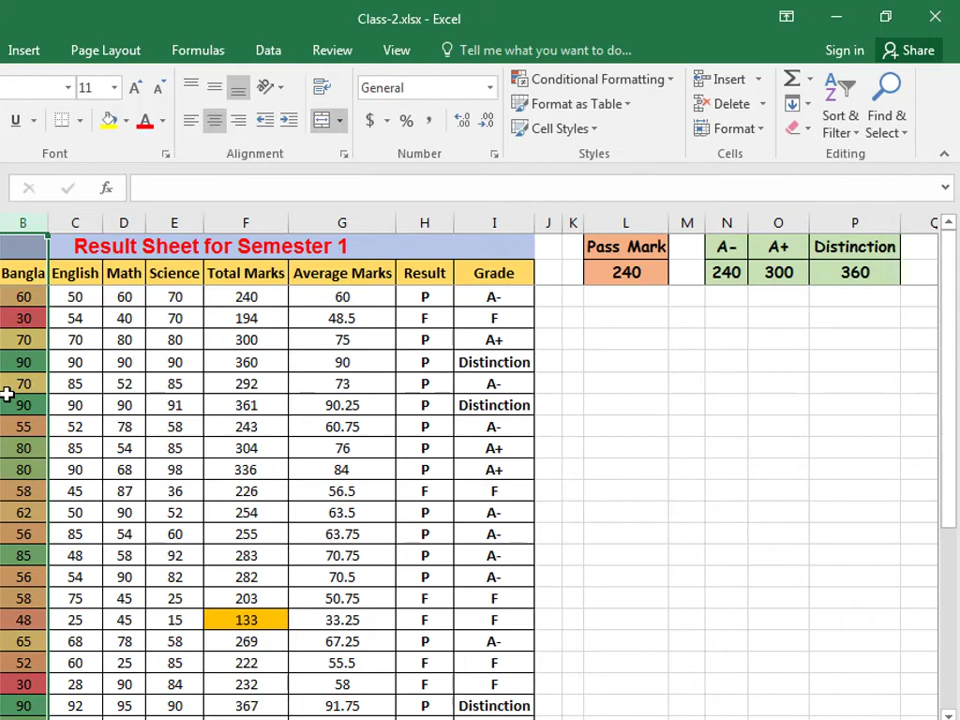 Class-2.xlsx - Excel
Insert Page Layout Formulas Data Review View Tell me what you want to do... Sign in Share
11 A A General Conditional Formatting Insert Σ A Z
Format as Table Delete Sort & Find &
U A $ % , .0 .00 .00 .0 Cell Styles Format Filter Select
Font Alignment Number Styles Cells Editing
fx
B C D E F G H I J K L M N O P Q
Result Sheet for Semester 1 Pass Mark A- A+ Distinction
Bangla English Math Science Total Marks Average Marks Result Grade 240 240 300 360
60 50 60 70 240 60 P A-
30 54 40 70 194 48.5 F F
70 70 80 80 300 75 P A+
90 90 90 90 360 90 P Distinction
70 85 52 85 292 73 P A-
90 90 90 91 361 90.25 P Distinction
55 52 78 58 243 60.75 P A-
80 85 54 85 304 76 P A+
80 90 68 98 336 84 P A+
58 45 87 36 226 56.5 F F
62 50 90 52 254 63.5 P A-
56 85 54 60 255 63.75 P A-
85 48 58 92 283 70.75 P A-
56 54 90 82 282 70.5 P A-
58 75 45 25 203 50.75 F F
48 25 45 15 133 33.25 F F
65 68 78 58 269 67.25 P A-
52 60 25 85 222 55.5 F F
30 28 90 84 232 58 F F
90 92 95 90 367 91.75 P Distinction